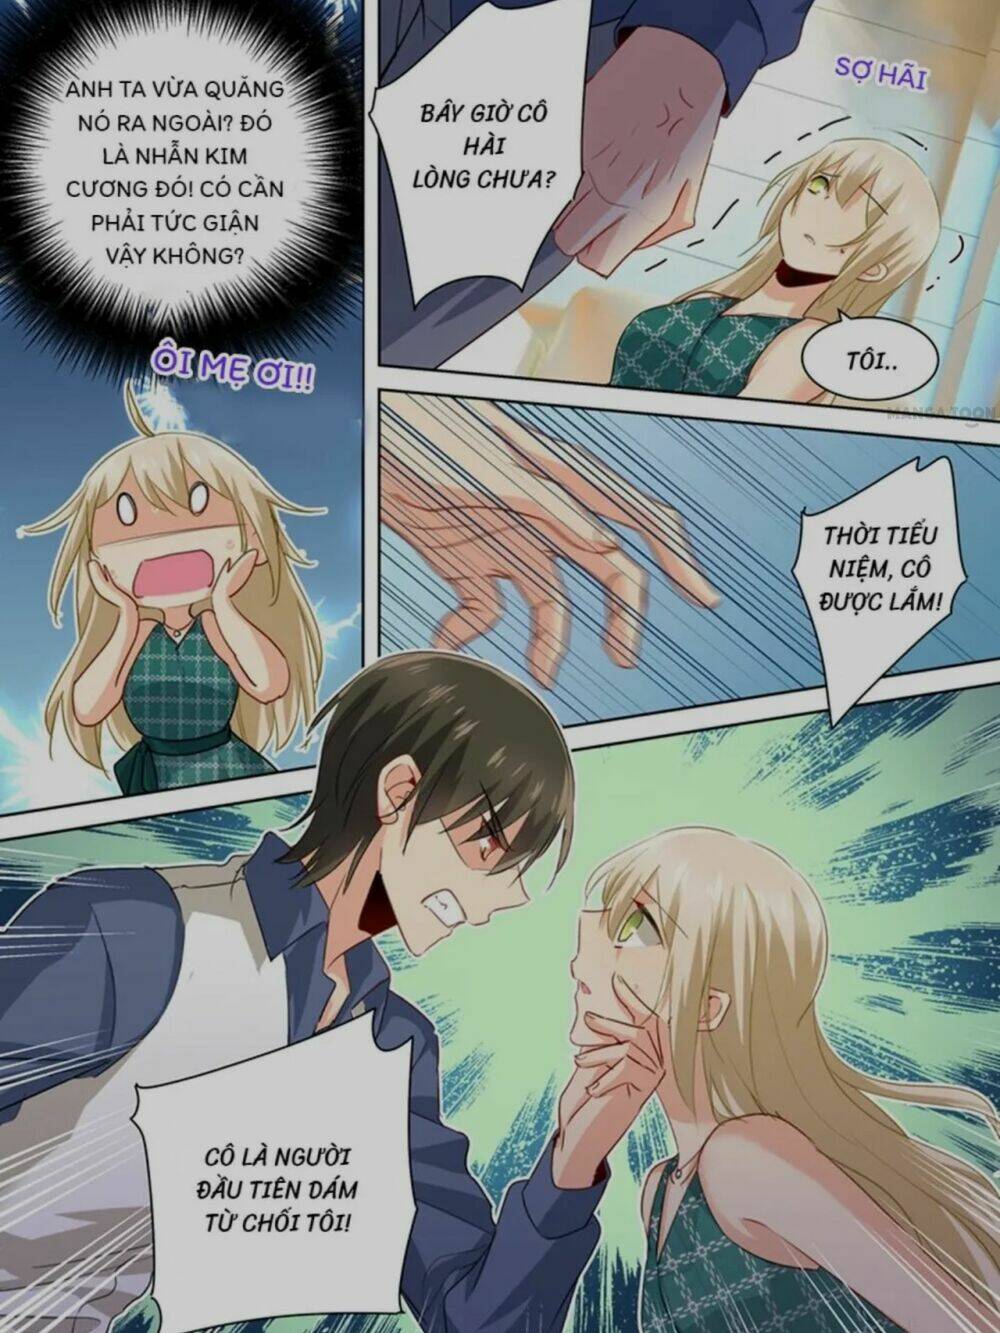 ANH TA VỪA QUĂNG
NÓ RA NGOÀI? ĐÓ
LÀ NHẪN KIM
CƯƠNG ĐÓ! CÓ CẦN
PHẢI TỨC GIẬN
VẬY KHÔNG?
ÔI MẸ ƠI!!
BÂY GIỜ CÔ
HÀI
LÒNG CHƯA?
SỢ HÃI
TÔI..
MANGA TOON
THỜI TIỂU
NIỆM, CÔ
ĐƯỢC LẮM!
CÔ LÀ NGƯỜI
ĐẦU TIÊN DÁM
TỪ CHỐI TÔI!